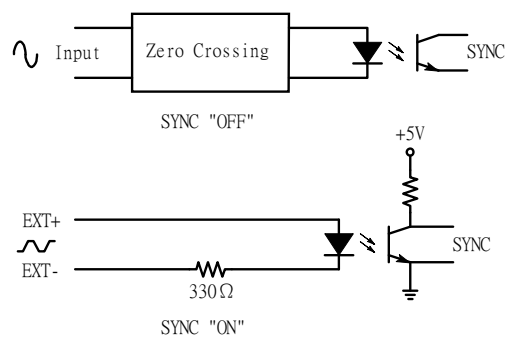 Input
Zero Crossing
SYNC
SYNC "OFF"
+5V
EXT+
EXT-
330Ω
SYNC
SYNC "ON"